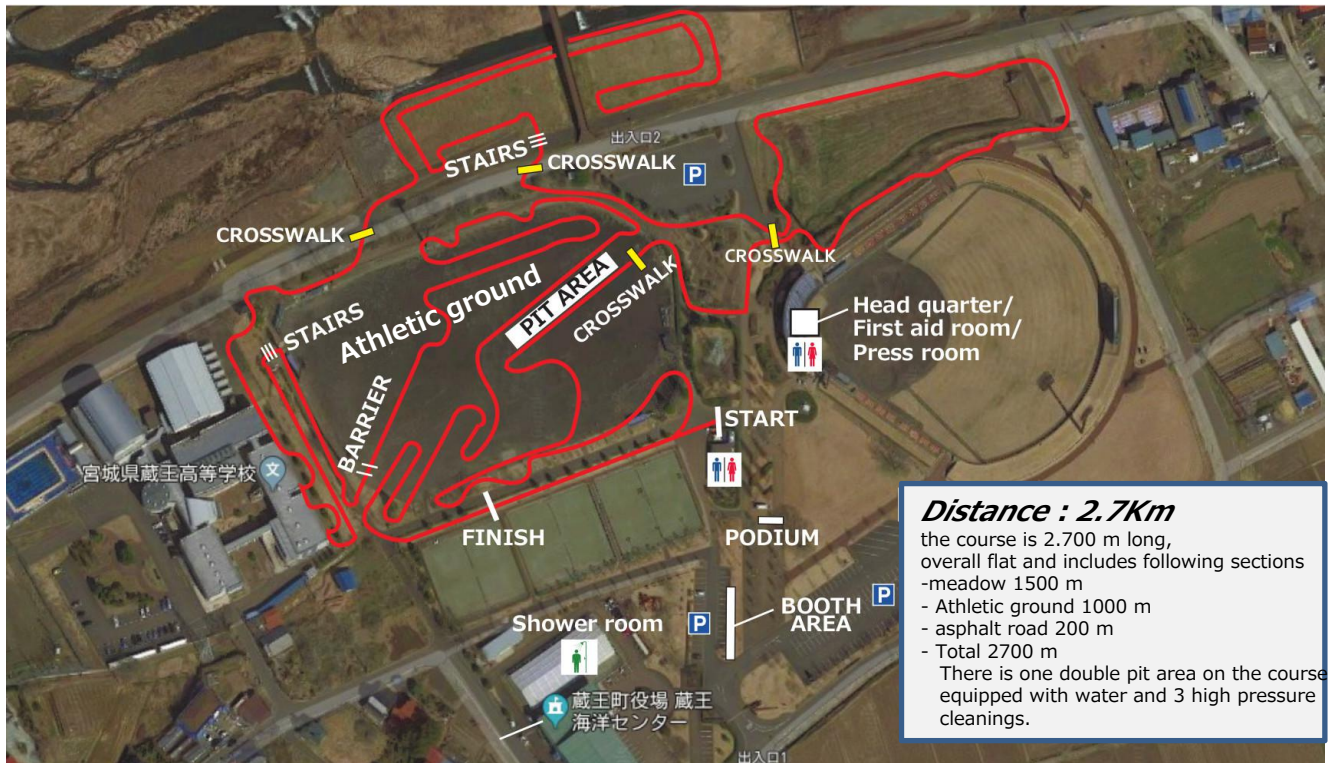 出入口2
STAIRS
CROSSWALK
P
CROSSWALK
CROSSWALK
STAIRS
Athletic ground
PIT AREA
CROSSWALK
Head quarter/
First aid room/
Press room
BARRIER
START
宮城県蔵王高等学校
文
FINISH
PODIUM
BOOTH
AREA
P
P
Shower room
蔵王町役場 蔵王
海洋センター
出入口1
Distance : 2.7Km
the course is 2.700 m long,
overall flat and includes following sections
-meadow 1500 m
- Athletic ground 1000 m
- asphalt road 200 m
- Total 2700 m
There is one double pit area on the course
equipped with water and 3 high pressure
cleanings.